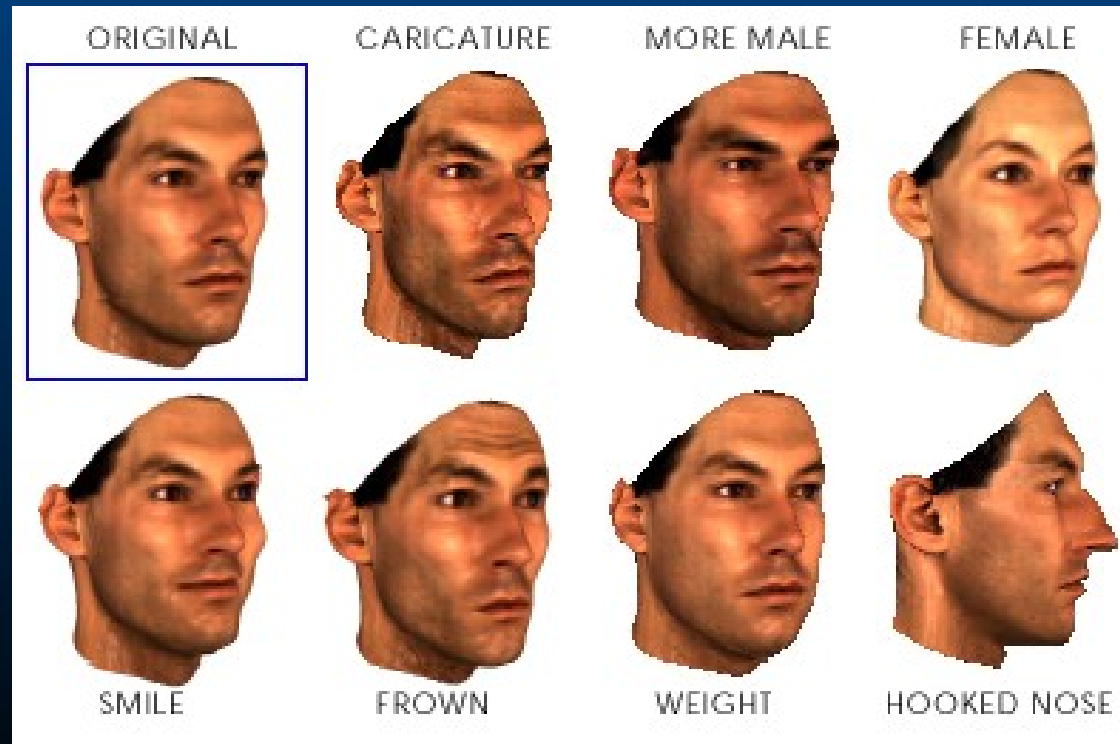 ORIGINAL
CARICATURE
MORE MALE
FEMALE
SMILE
FROWN
WEIGHT
HOOKED NOSE